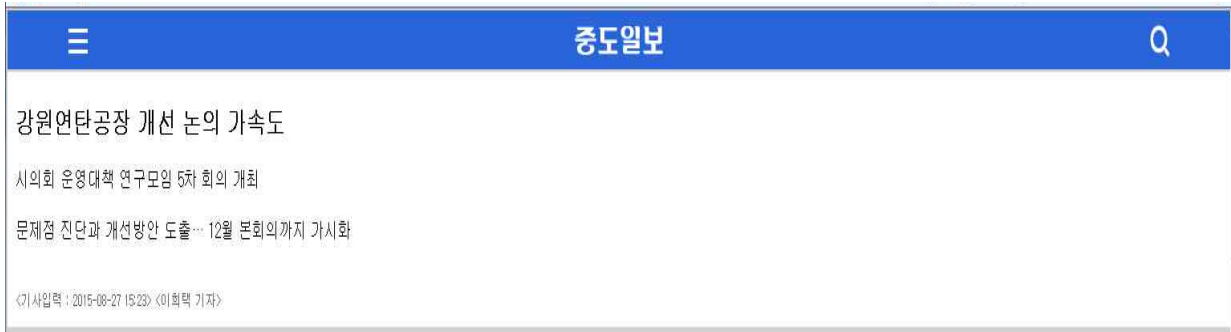 중도일보
강원연탄공장 개선 논의 가속도
시의회 운영대책 연구모임 5차 회의 개최
문제점 진단과 개선방안 도출… 12월 본회의까지 가시화
<기사입력 : 2015-08-27 15:23> <이희택 기자>